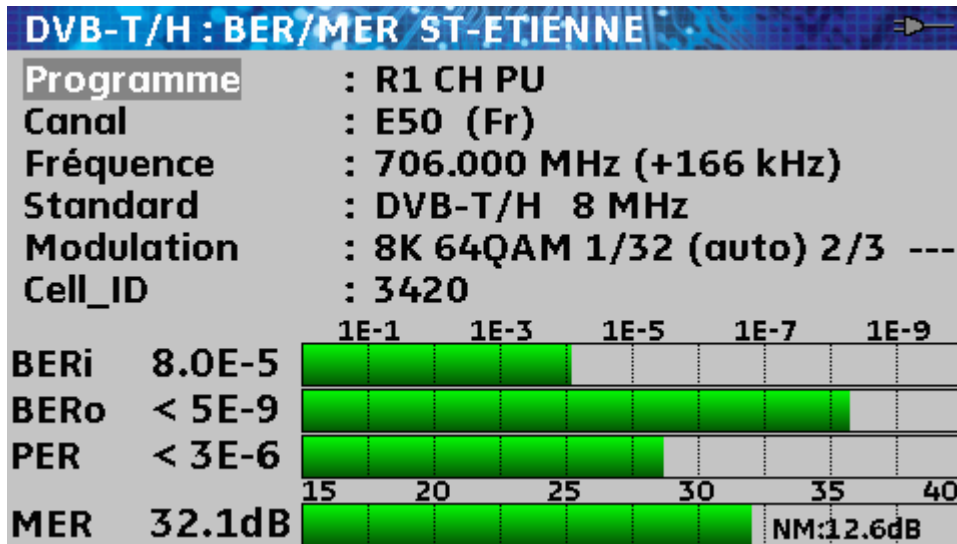 DVB-T/H : BER/MER ST-ETIENNE
Programme : R1 CH PU
Canal : E50 (Fr)
Fréquence : 706.000 MHz (+166 kHz)
Standard : DVB-T/H 8 MHz
Modulation : 8K 64QAM 1/32 (auto) 2/3 ---
Cell_ID : 3420
1E-1 1E-3 1E-5 1E-7 1E-9
BERi 8.0E-5
BERo < 5E-9
PER < 3E-6
15 20 25 30 35 40
MER 32.1dB NM:12.6dB